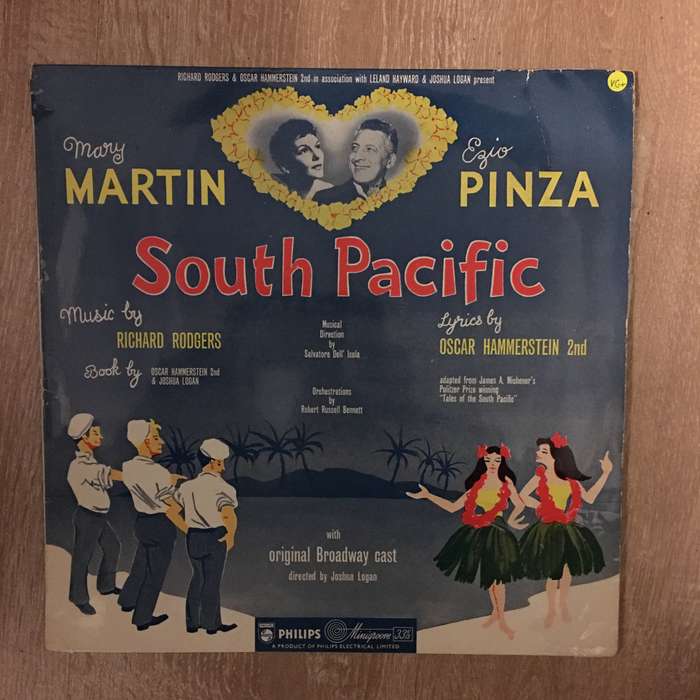 RICHARD RODGERS & OSCAR HAMMERSTEIN 2nd in association with LELAND HAYWARD & JOSHUA LOGAN present
VG+
Mary
MARTIN
Ezio
PINZA
South Pacific
Music by
RICHARD RODGERS
Book by OSCAR HAMMERSTEIN 2nd
& JOSHUA LOGAN
Musical
Direction
by
Salvatore Dell' Isola
Orchestrations
by
Robert Russell Bennett
Lyrics by
OSCAR HAMMERSTEIN 2nd
adapted from James A. Michener's
Pulitzer Prize winning
"Tales of the South Pacific"
with
original Broadway cast
directed by Joshua Logan
PHILIPS Minigroove 33⅓
A PRODUCT OF PHILIPS ELECTRICAL LIMITED